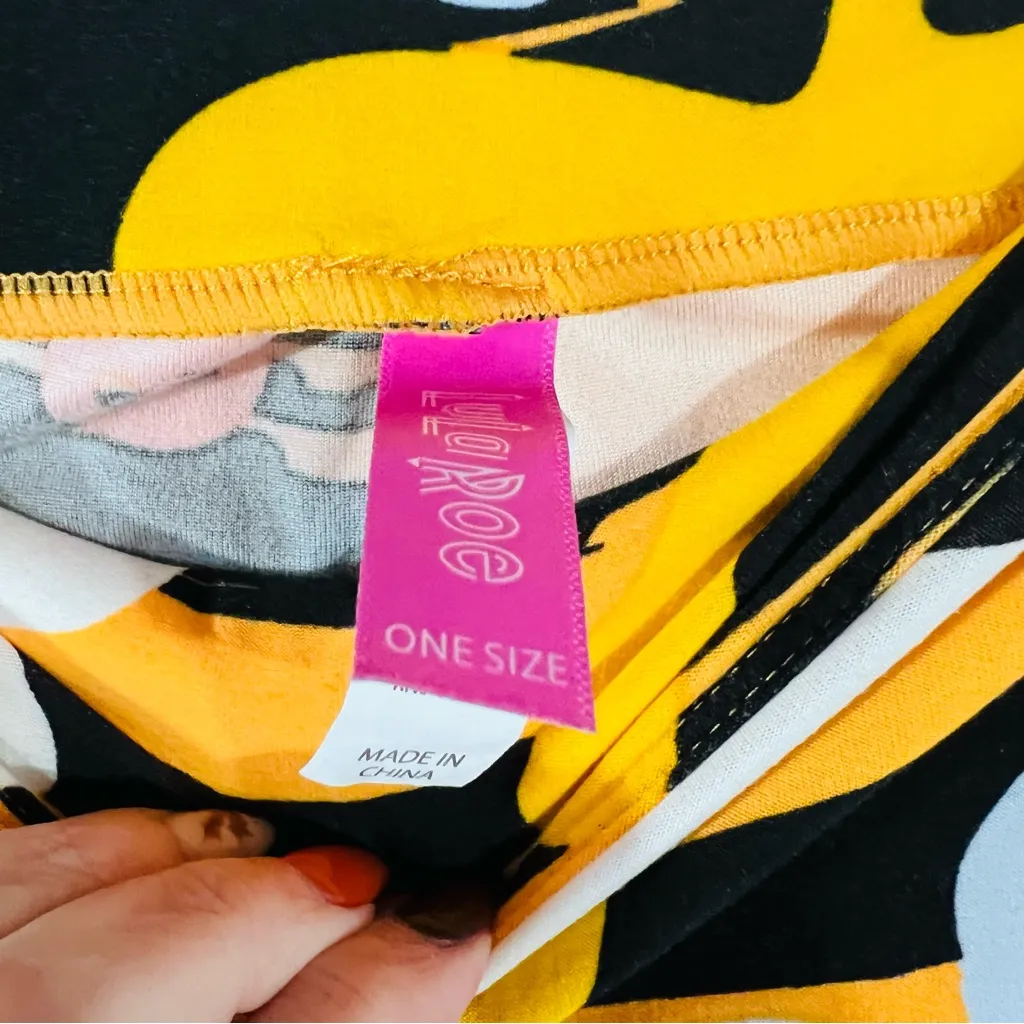 LuLaRoe
ONE SIZE
MADE IN
CHINA